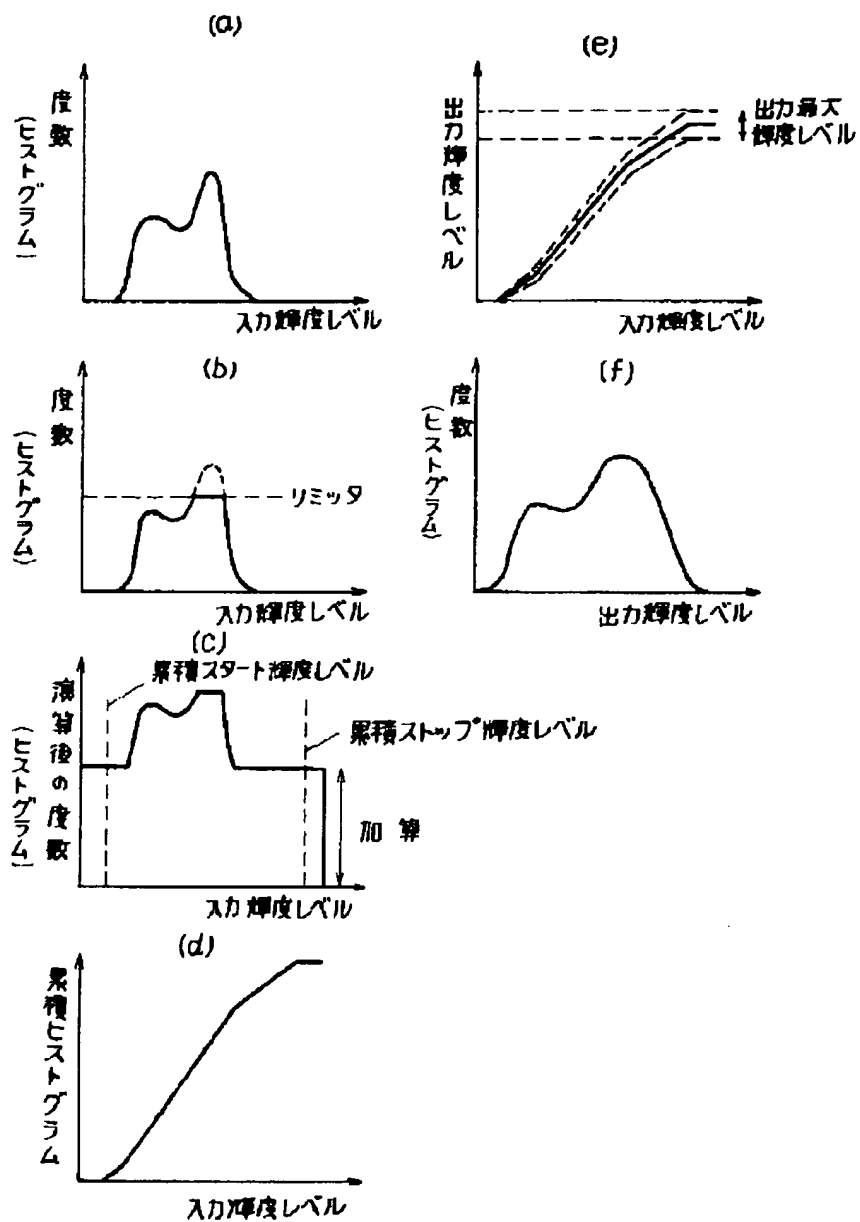 (a)
度数
(ヒストグラム)
入力輝度レベル
(b)
度数
(ヒストグラム)
リミッタ
入力輝度レベル
(c)
累積スタート輝度レベル
演算後の度数
(ヒストグラム)
累積ストップ輝度レベル
加算
入力輝度レベル
(d)
累積ヒストグラム
入力輝度レベル
(e)
出力輝度レベル
出力最大
輝度レベル
入力輝度レベル
(f)
度数
(ヒストグラム)
出力輝度レベル